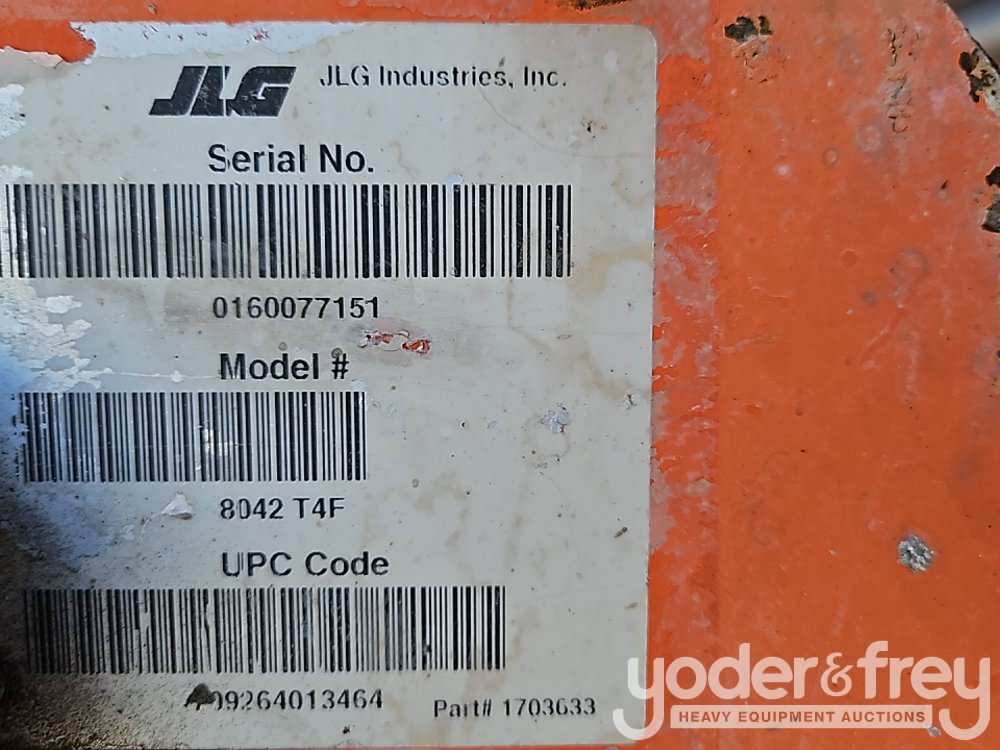 JLG JLG Industries, Inc.
Serial No.
0160077151
Model #
8042 T4F
UPC Code
09264013464
Part# 1703633
yoder&frey
HEAVY EQUIPMENT AUCTIONS